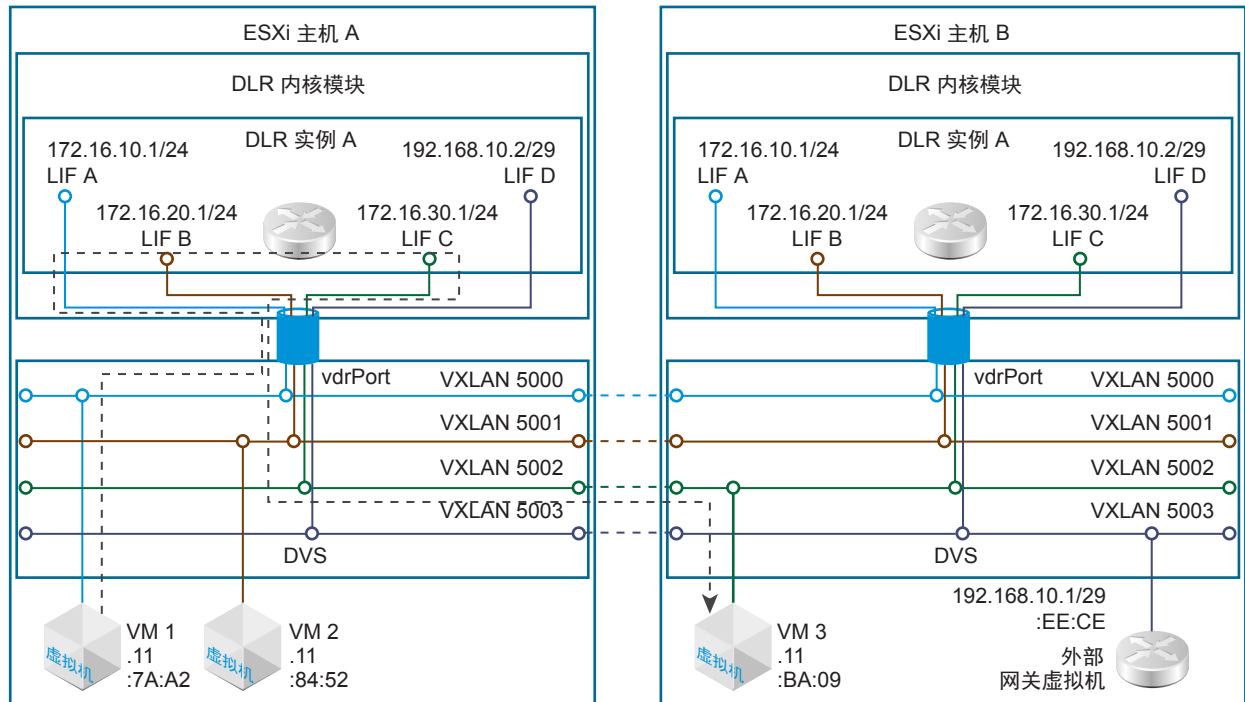 ESXi 主机 A
DLR 内核模块
DLR 实例 A
172.16.10.1/24
LIF A
192.168.10.2/29
LIF D
172.16.20.1/24
LIF B
172.16.30.1/24
LIF C
vdrPort
VXLAN 5000
VXLAN 5001
VXLAN 5002
VXLAN 5003
DVS
虚拟机
VM 1
.11
:7A:A2
虚拟机
VM 2
.11
:84:52
ESXi 主机 B
DLR 内核模块
DLR 实例 A
172.16.10.1/24
LIF A
192.168.10.2/29
LIF D
172.16.20.1/24
LIF B
172.16.30.1/24
LIF C
vdrPort
VXLAN 5000
VXLAN 5001
VXLAN 5002
VXLAN 5003
DVS
虚拟机
VM 3
.11
:BA:09
192.168.10.1/29
:EE:CE
外部
网关虚拟机